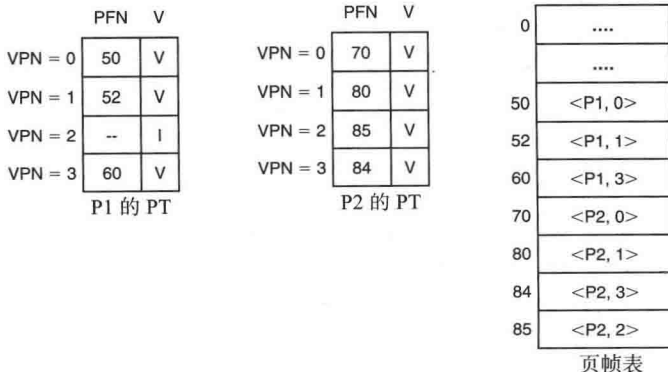 PFN V
VPN = 0 50 V
VPN = 1 52 V
VPN = 2 -- I
VPN = 3 60 V
P1 的 PT
PFN V
VPN = 0 70 V
VPN = 1 80 V
VPN = 2 85 V
VPN = 3 84 V
P2 的 PT
0 ....
....
50 <P1, 0>
52 <P1, 1>
60 <P1, 3>
70 <P2, 0>
80 <P2, 1>
84 <P2, 3>
85 <P2, 2>
页帧表